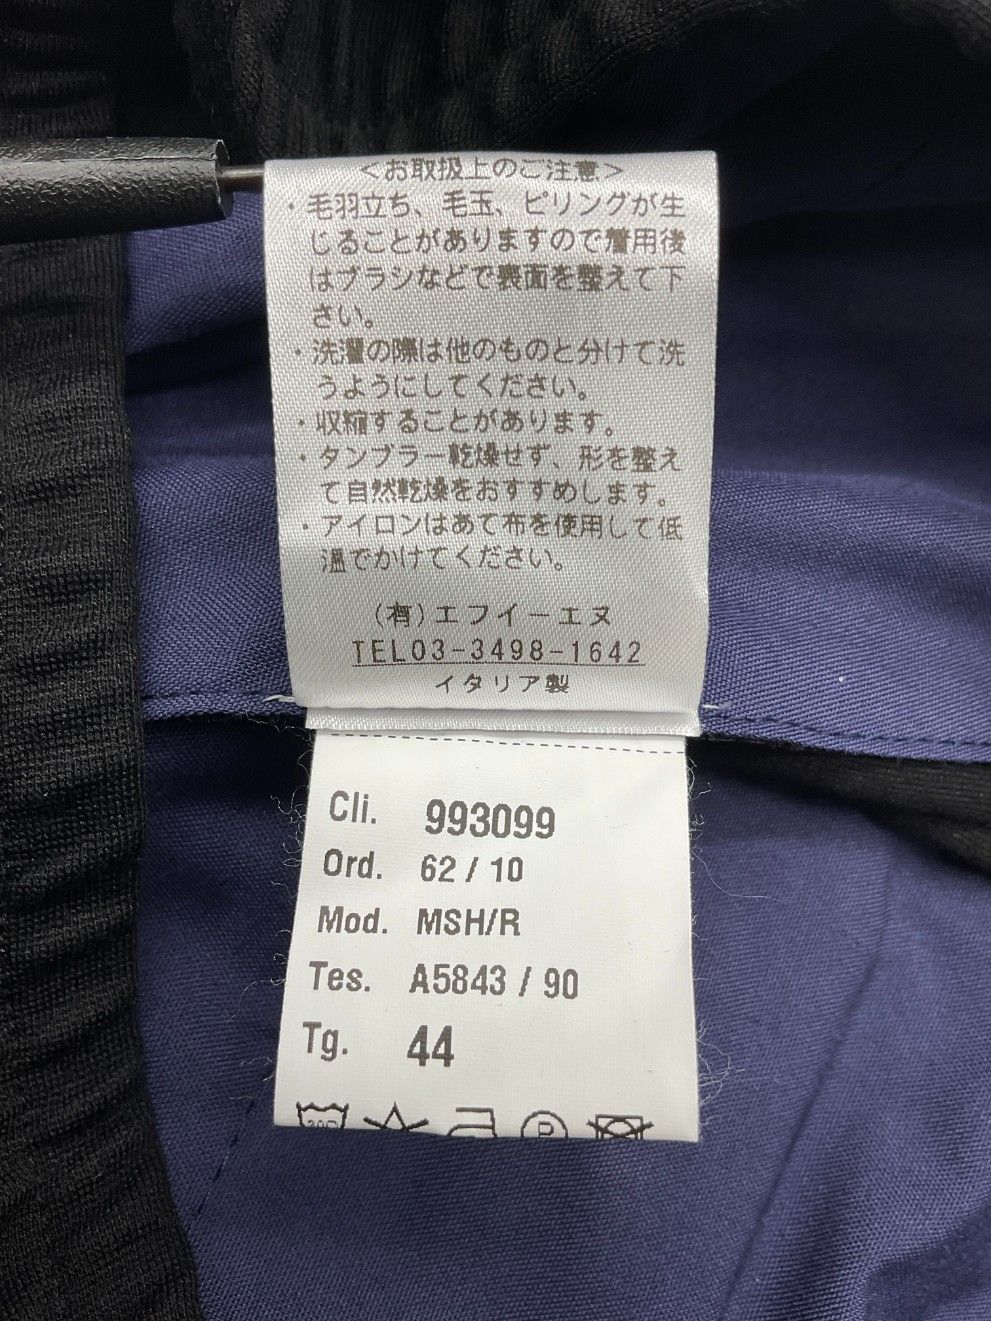 ＜お取扱上のご注意＞
・毛羽立ち、毛玉、ピリングが生
じることがありますので着用後
はブラシなどで表面を整えて下
さい。
・洗濯の際は他のものと分けて洗
うようにしてください。
・収縮することがあります。
・タンブラー乾燥せず、形を整え
て自然乾燥をおすすめします。
・アイロンはあて布を使用して低
温でかけてください。
(有)エフイーエヌ
TEL03-3498-1642
イタリア製
Cli. 993099
Ord. 62 / 10
Mod. MSH/R
Tes. A5843 / 90
Tg. 44
P